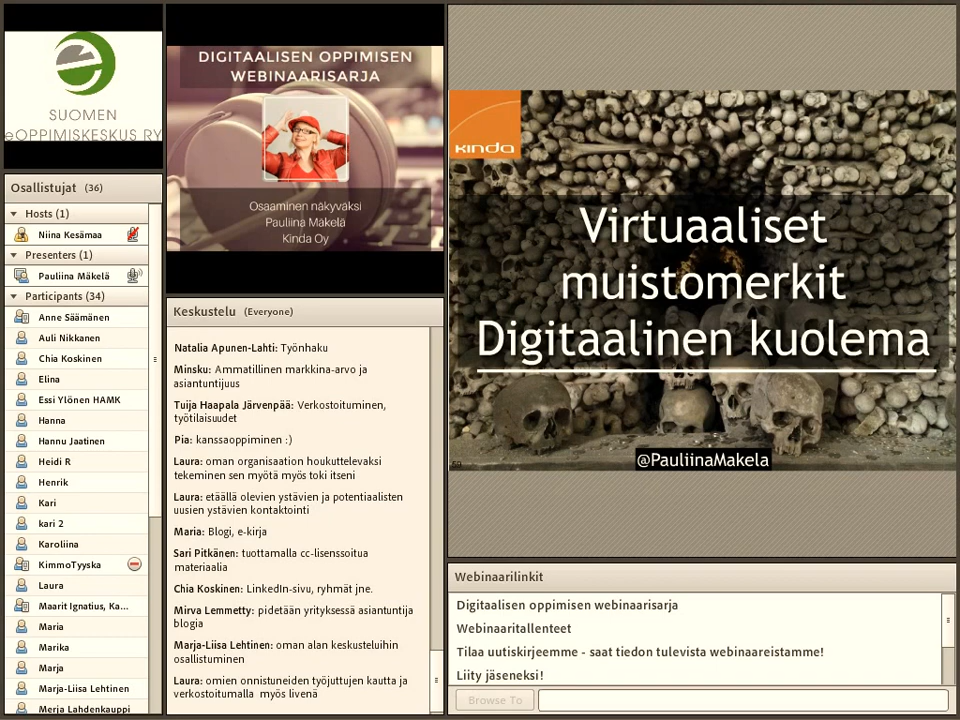 SUOMEN
eOPPIMISKESKUS RY
DIGITAALISEN OPPIMISEN
WEBINAARISARJA
Osaaminen näkyväksi
Pauliina Mäkelä
Kinda Oy
Osallistujat (36)
Hosts (1)
Niina Kesämaa
Presenters (1)
Pauliina Mäkelä
Participants (34)
Anne Säämänen
Auli Nikkanen
Chia Koskinen
Elina
Essi Ylönen HAMK
Hanna
Hannu Jaatinen
Heidi R
Henrik
Kari
kari 2
Karoliina
KimmoTyyska
Laura
Maarit Ignatius, Ka...
Maria
Marika
Marja
Marja-Liisa Lehtinen
Merja Lahdenkauppi
Keskustelu (Everyone)
Natalia Apunen-Lahti: Työnhaku
Minsku: Ammatillinen markkina-arvo ja
asiantuntijuus
Tuija Haapala Järvenpää: Verkostoituminen,
työtilaisuudet
Pia: kanssaoppiminen :)
Laura: oman organisaation houkuttelevaksi
tekeminen sen myötä myös toki itseni
Laura: etäällä olevien ystävien ja potentiaalisten
uusien ystävien kontaktointi
Maria: Blogi, e-kirja
Sari Pitkänen: tuottamalla cc-lisenssoitua
materiaalia
Chia Koskinen: LinkedIn-sivu, ryhmät jne.
Mirva Lemmetty: pidetään yrityksessä asiantuntija
blogia
Marja-Liisa Lehtinen: oman alan keskusteluihin
osallistuminen
Laura: omien onnistuneiden työjuttujen kautta ja
verkostoitumalla myös livenä
kinda
Virtuaaliset
muistomerkit
Digitaalinen kuolema
@PauliinaMakela
Webinaarilinkit
Digitaalisen oppimisen webinaarisarja
Webinaaritallenteet
Tilaa uutiskirjeemme - saat tiedon tulevista webinaareistamme!
Liity jäseneksi!
Browse To